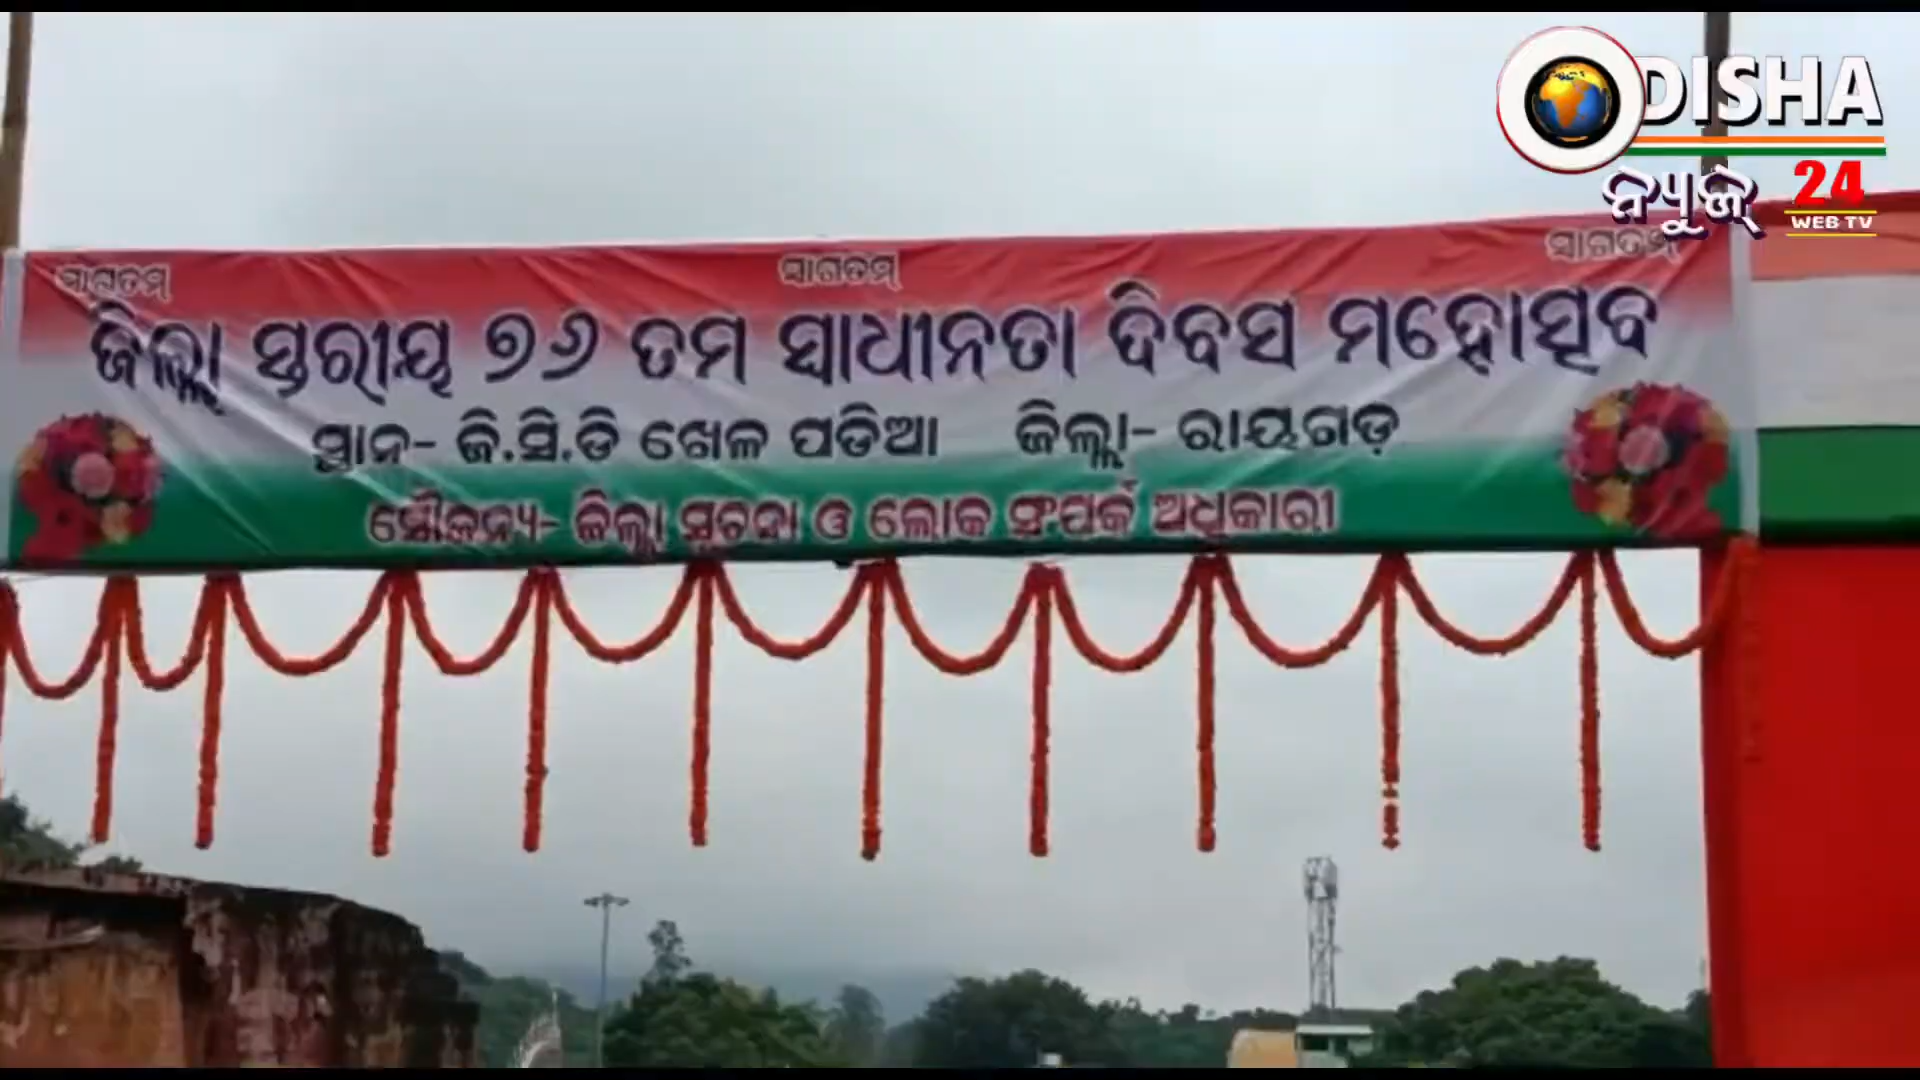 ODISHA
ନ୍ୟୁଜ୍ 24
WEB TV
ସ୍ୱାଗତମ୍ ସ୍ୱାଗତମ୍ ସ୍ୱାଗତମ୍
ଜିଲ୍ଲା ସ୍ତରୀୟ ୭୬ ତମ ସ୍ୱାଧୀନତା ଦିବସ ମହୋତ୍ସବ
ସ୍ଥାନ- ଜି.ସି.ଡି ଖେଳ ପଡିଆ ଜିଲ୍ଲା- ରାୟଗଡ଼
ସୌଜନ୍ୟ- ଜିଲ୍ଲା ସୂଚନା ଓ ଲୋକ ସଂପର୍କ ଅଧିକାରୀ